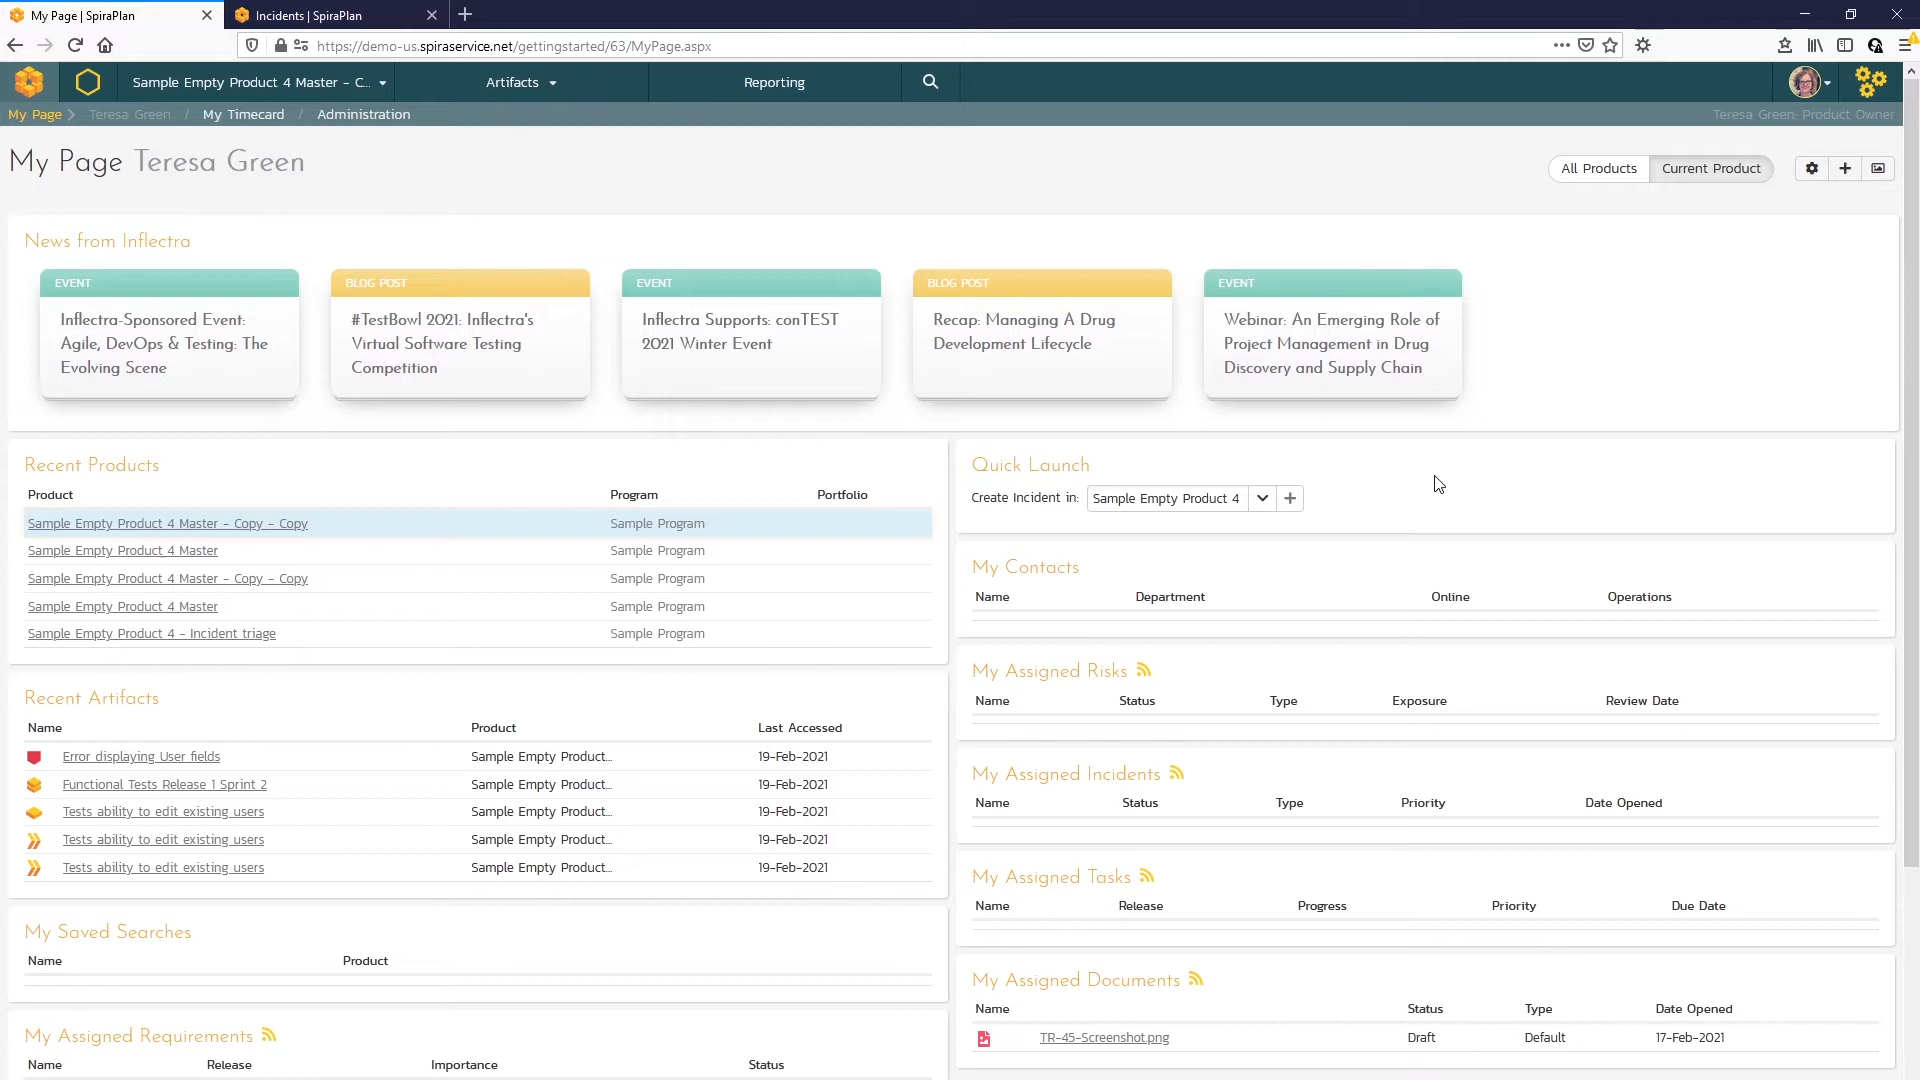 My Page | SpiraPlan
Incidents | SpiraPlan
https://demo-us.spiraservice.net/gettingstarted/63/MyPage.aspx
Sample Empty Product 4 Master - C...
Artifacts
Reporting
My Page
Teresa Green / My Timecard / Administration
Teresa Green: Product Owner
My Page Teresa Green
All Products
Current Product
News from Inflectra
EVENT
Inflectra-Sponsored Event:
Agile, DevOps & Testing: The
Evolving Scene
BLOG POST
#TestBowl 2021: Inflectra's
Virtual Software Testing
Competition
EVENT
Inflectra Supports: conTEST
2021 Winter Event
BLOG POST
Recap: Managing A Drug
Development Lifecycle
EVENT
Webinar: An Emerging Role of
Project Management in Drug
Discovery and Supply Chain
Recent Products
Product Program Portfolio
Sample Empty Product 4 Master - Copy - Copy Sample Program
Sample Empty Product 4 Master Sample Program
Sample Empty Product 4 Master - Copy - Copy Sample Program
Sample Empty Product 4 Master Sample Program
Sample Empty Product 4 - Incident triage Sample Program
Recent Artifacts
Name Product Last Accessed
Error displaying User fields Sample Empty Product... 19-Feb-2021
Functional Tests Release 1 Sprint 2 Sample Empty Product... 19-Feb-2021
Tests ability to edit existing users Sample Empty Product... 19-Feb-2021
Tests ability to edit existing users Sample Empty Product... 19-Feb-2021
Tests ability to edit existing users Sample Empty Product... 19-Feb-2021
My Saved Searches
Name Product
My Assigned Requirements
Name Release Importance Status
Quick Launch
Create Incident in: Sample Empty Product 4
My Contacts
Name Department Online Operations
My Assigned Risks
Name Status Type Exposure Review Date
My Assigned Incidents
Name Status Type Priority Date Opened
My Assigned Tasks
Name Release Progress Priority Due Date
My Assigned Documents
Name Status Type Date Opened
TR-45-Screenshot.png Draft Default 17-Feb-2021